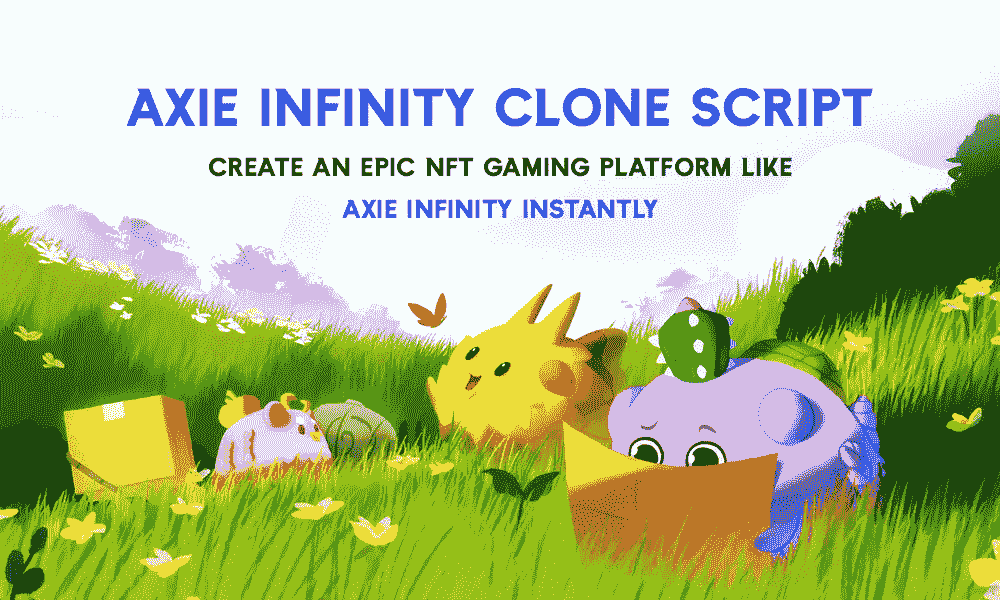 AXIE INFINITY CLONE SCRIPT
CREATE AN EPIC NFT GAMING PLATFORM LIKE
AXIE INFINITY INSTANTLY